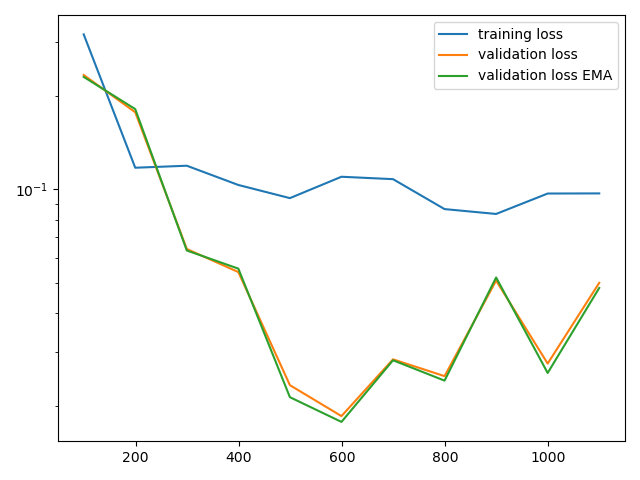 training loss
validation loss
validation loss EMA
10⁻¹
200 400 600 800 1000